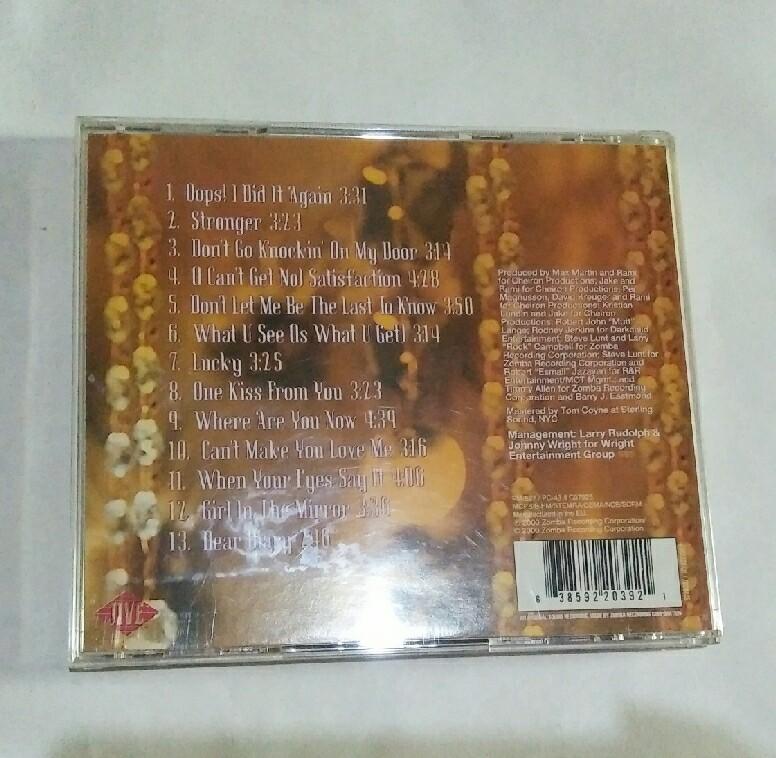 1. Oops! I Did It Again 3:31
2. Stronger 3:23
3. Don't Go Knockin' On My Door 3:14
4. (I Can't Get No) Satisfaction 4:28
5. Don't Let Me Be The Last To Know 3:50
6. What U See (Is What U Get) 3:14
7. Lucky 3:25
8. One Kiss From You 3:23
9. Where Are You Now 4:39
10. Can't Make You Love Me 3:16
11. When Your Eyes Say It 4:06
12. Girl In The Mirror 3:36
13. Dear Diary
JIVE
Produced by Max Martin and Rami
for Cheiron Productions; Jake and
Rami for Cheiron Productions; Per
Magnusson, David Kreuger and Rami
for Cheiron Productions; Kristian
Lundin and Jake for Cheiron
Productions; Robert John "Mutt"
Lange; Rodney Jerkins for Darkchild
Entertainment; Steve Lunt and Larry
"Rock" Campbell for Zomba
Recording Corporation; Steve Lunt for
Zomba Recording Corporation and
Robert "Esmail" Jazayeri for R&R
Entertainment/MCT Mgmt., and
Timmy Allen for Zomba Recording
Corporation and Barry J. Eastmond
Mastered by Tom Coyne at Sterling
Sound, NYC
Management: Larry Rudolph &
Johnny Wright for Wright
Entertainment Group
Manufactured in the EU.
℗ 2000 Zomba Recording Corporation
© 2000 Zomba Recording Corporation
6 38592 20392 1